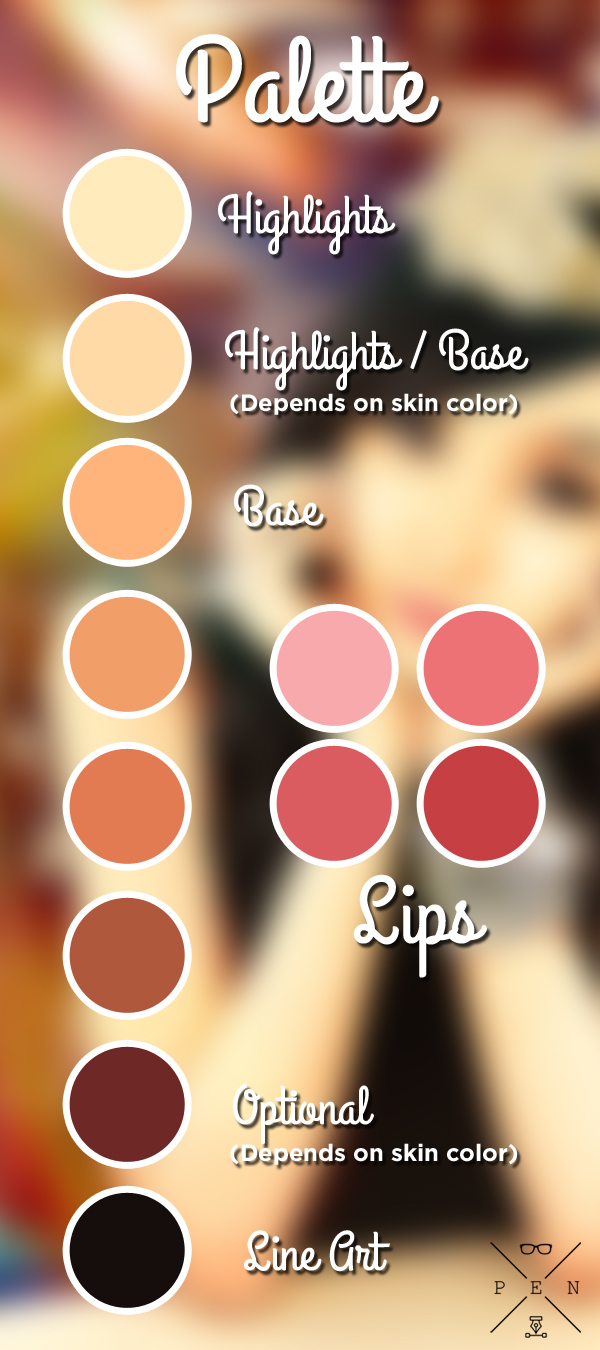 Palette
Highlights
Highlights / Base
(Depends on skin color)
Base
Lips
Optional
(Depends on skin color)
Line Art
P E N